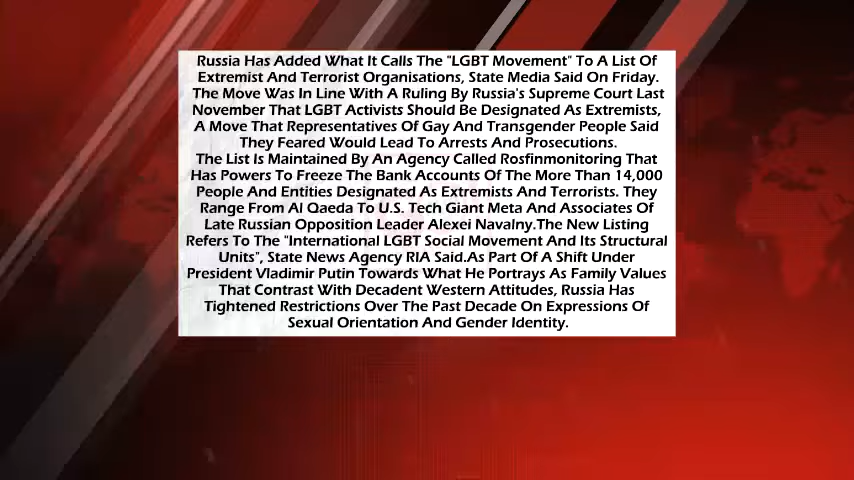 Russia Has Added What It Calls The "LGBT Movement" To A List Of
Extremist And Terrorist Organisations, State Media Said On Friday.
The Move Was In Line With A Ruling By Russia's Supreme Court Last
November That LGBT Activists Should Be Designated As Extremists,
A Move That Representatives Of Gay And Transgender People Said
They Feared Would Lead To Arrests And Prosecutions.
The List Is Maintained By An Agency Called Rosfinmonitoring That
Has Powers To Freeze The Bank Accounts Of The More Than 14,000
People And Entities Designated As Extremists And Terrorists. They
Range From Al Qaeda To U.S. Tech Giant Meta And Associates Of
Late Russian Opposition Leader Alexei Navalny.The New Listing
Refers To The "International LGBT Social Movement And Its Structural
Units", State News Agency RIA Said.As Part Of A Shift Under
President Vladimir Putin Towards What He Portrays As Family Values
That Contrast With Decadent Western Attitudes, Russia Has
Tightened Restrictions Over The Past Decade On Expressions Of
Sexual Orientation And Gender Identity.